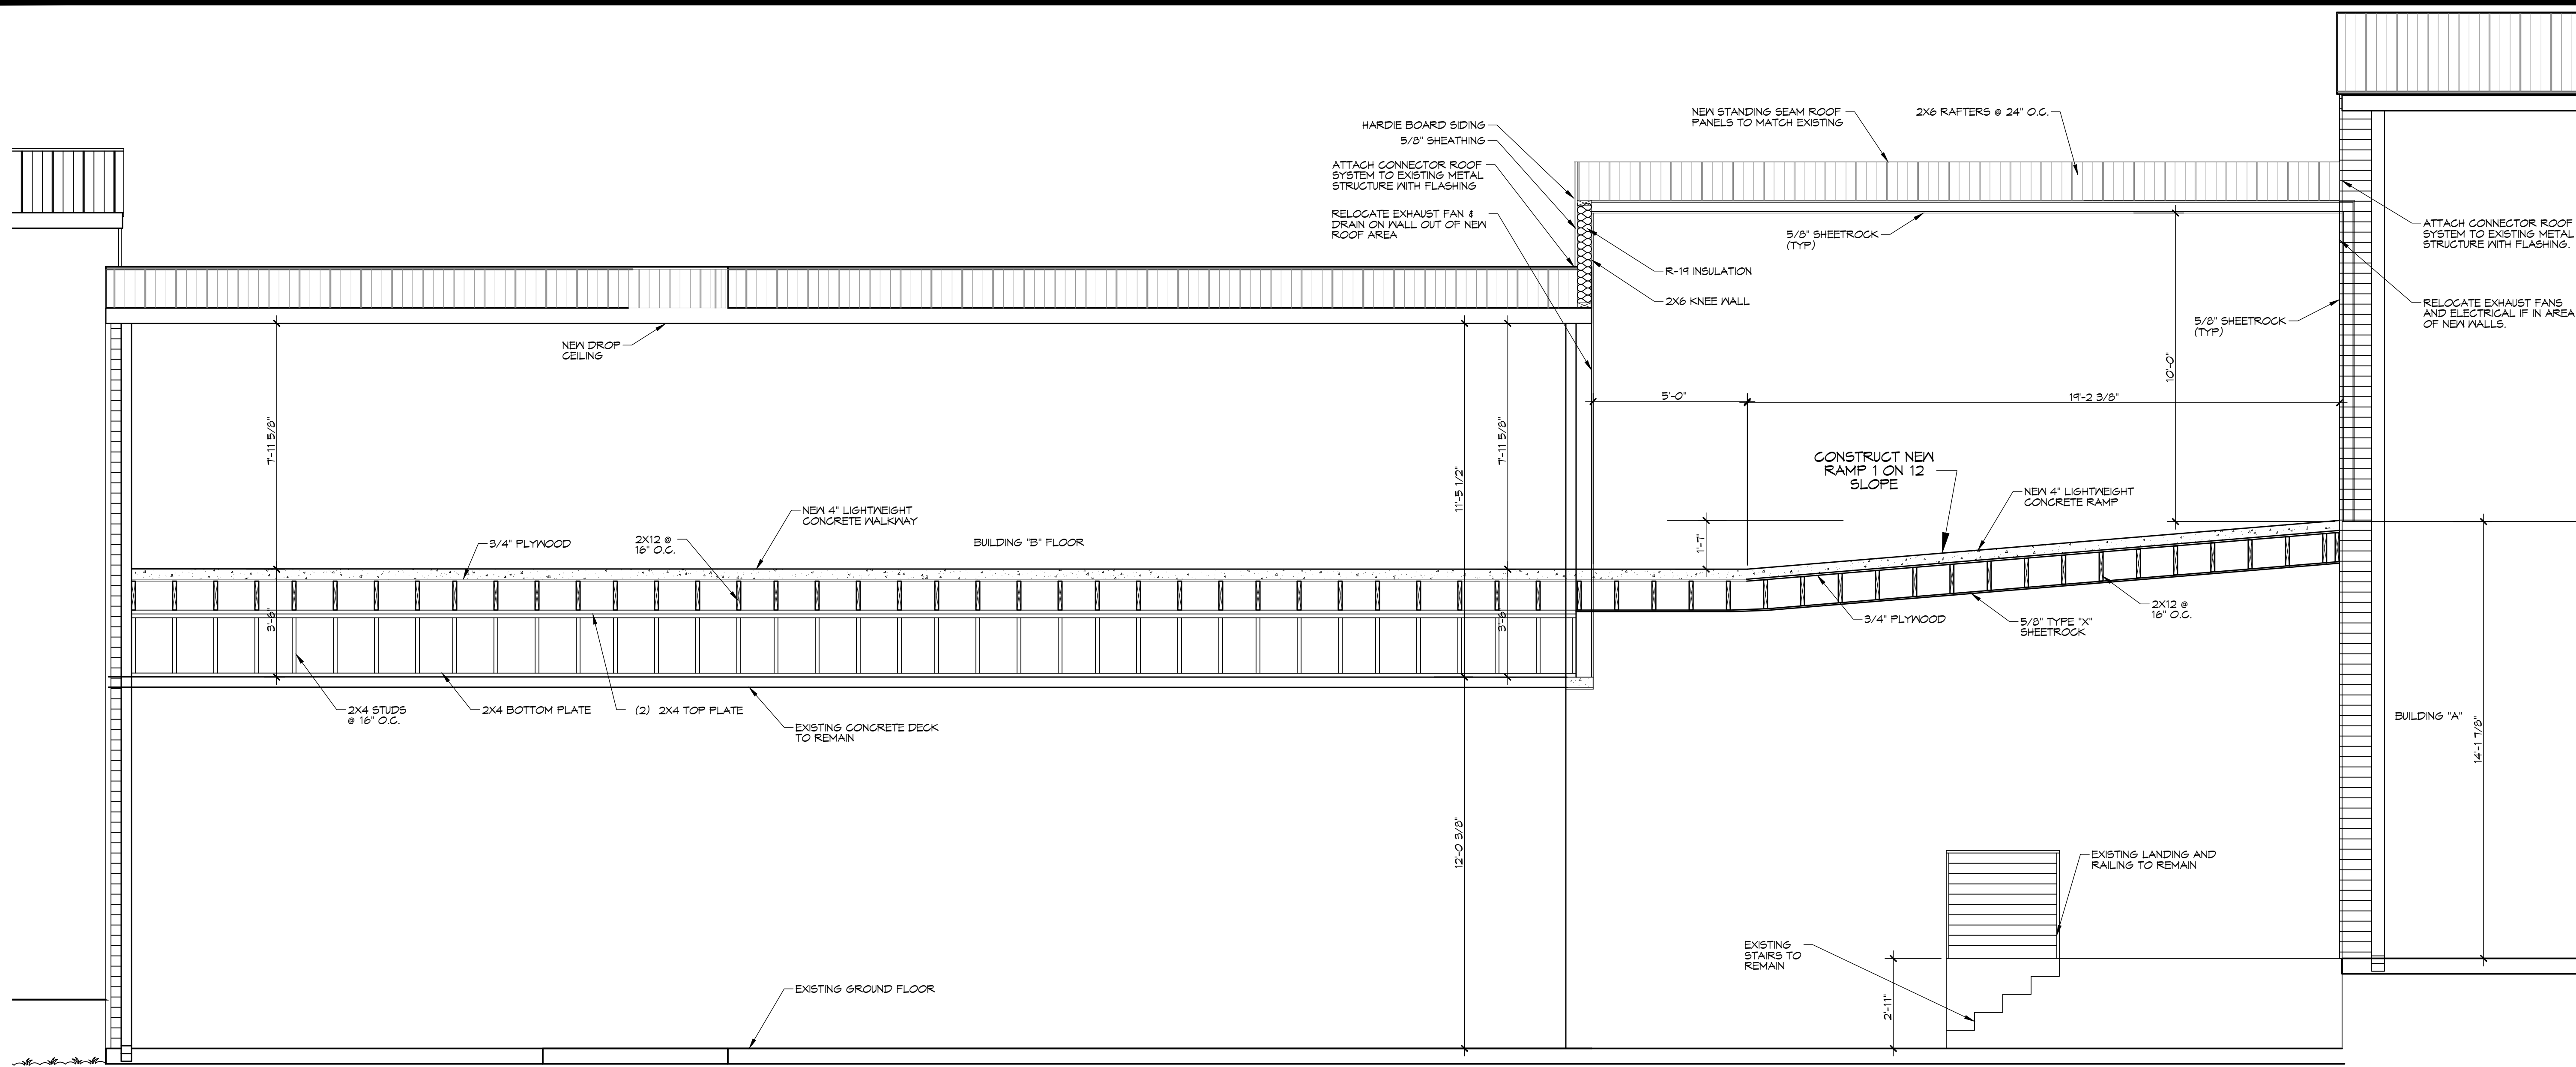 HARDIE BOARD SIDING
5/8" SHEATHING
ATTACH CONNECTOR ROOF
SYSTEM TO EXISTING METAL
STRUCTURE WITH FLASHING
RELOCATE EXHAUST FAN &
DRAIN ON WALL OUT OF NEW
ROOF AREA
NEW STANDING SEAM ROOF
PANELS TO MATCH EXISTING
2X6 RAFTERS @ 24" O.C.
5/8" SHEETROCK
(TYP)
R-19 INSULATION
2X6 KNEE WALL
ATTACH CONNECTOR ROOF
SYSTEM TO EXISTING METAL
STRUCTURE WITH FLASHING.
RELOCATE EXHAUST FANS
AND ELECTRICAL IF IN AREA
OF NEW WALLS.
5/8" SHEETROCK
(TYP)
NEW DROP
CEILING
7'-11 5/8"
11'-5 1/2"
7'-11 5/8"
5'-0"
19'-2 3/8"
10'-0"
CONSTRUCT NEW
RAMP 1 ON 12
SLOPE
NEW 4" LIGHTWEIGHT
CONCRETE RAMP
NEW 4" LIGHTWEIGHT
CONCRETE WALKWAY
3/4" PLYWOOD
2X12 @
16" O.C.
BUILDING "B" FLOOR
1'-7"
3'-6"
3'-6"
3/4" PLYWOOD
5/8" TYPE "X"
SHEETROCK
2X12 @
16" O.C.
2X4 STUDS
@ 16" O.C.
2X4 BOTTOM PLATE
(2) 2X4 TOP PLATE
EXISTING CONCRETE DECK
TO REMAIN
BUILDING "A"
14'-1 7/8"
12'-0 3/8"
EXISTING LANDING AND
RAILING TO REMAIN
EXISTING
STAIRS TO
REMAIN
2'-11"
EXISTING GROUND FLOOR